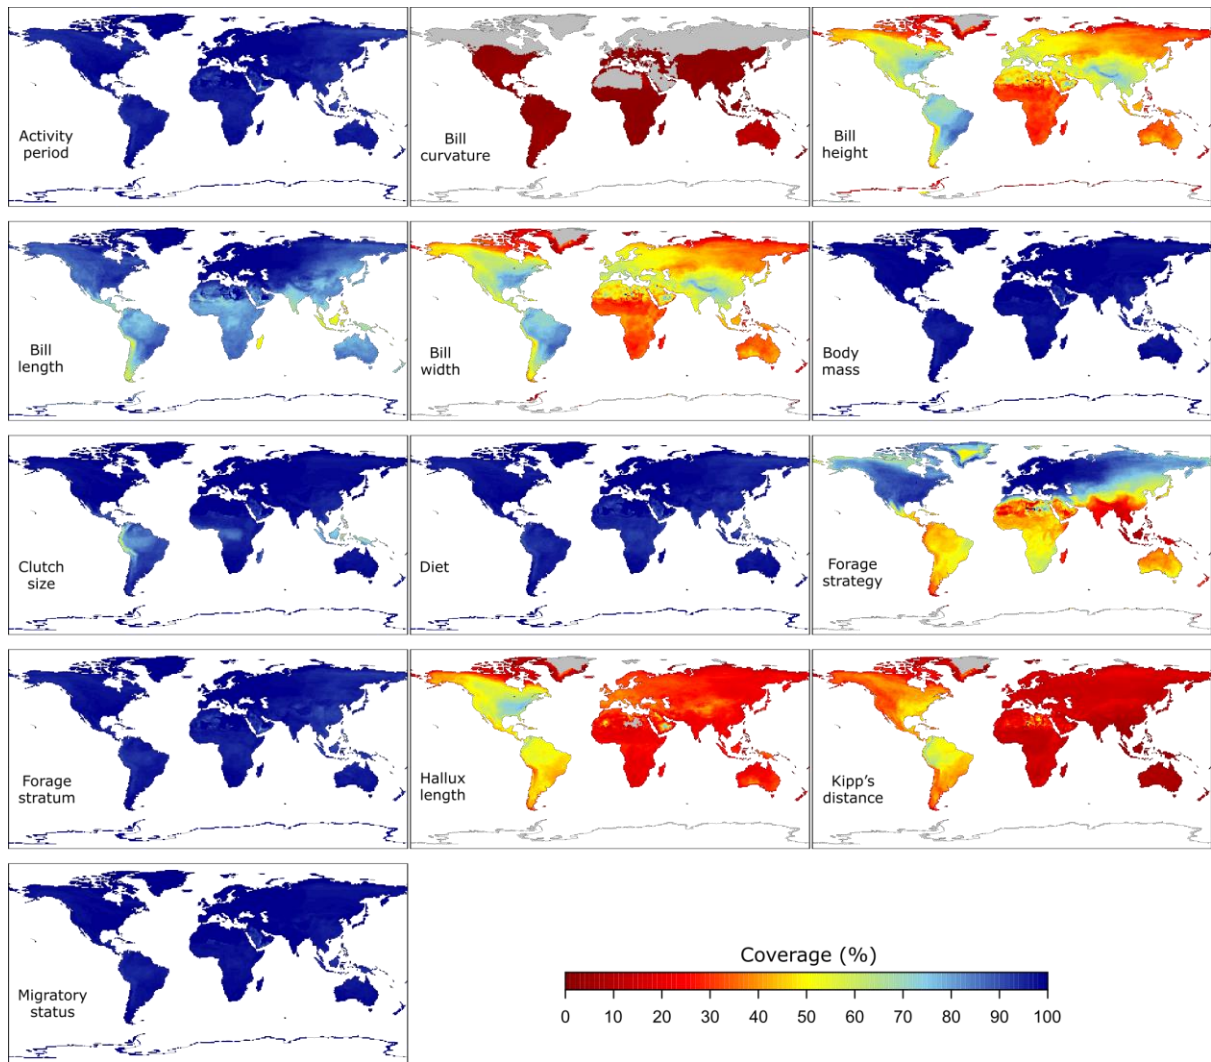 Activity
period
Bill
curvature
Bill
height
Bill
length
Bill
width
Body
mass
Clutch
size
Diet
Forage
strategy
Forage
stratum
Hallux
length
Kipp's
distance
Migratory
status
Coverage (%)
0 10 20 30 40 50 60 70 80 90 100